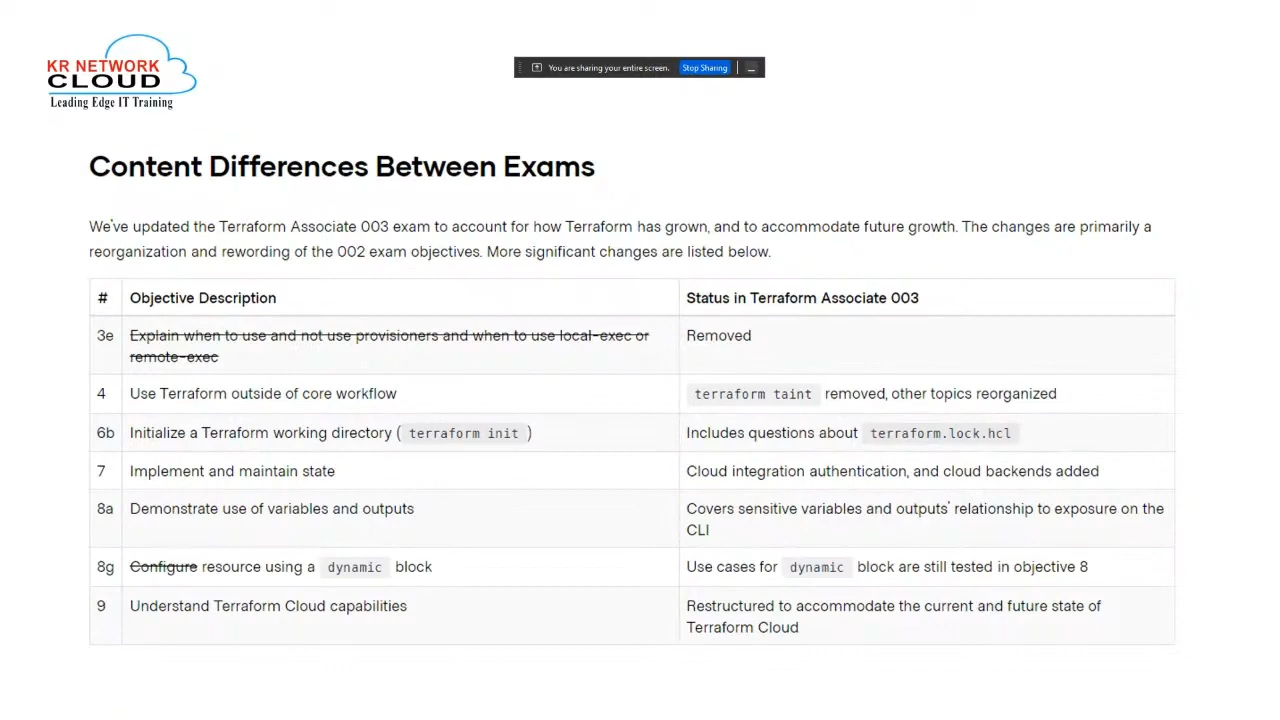 KR NETWORK
CLOUD
Leading Edge IT Training
You are sharing your entire screen. Stop Sharing
Content Differences Between Exams
We've updated the Terraform Associate 003 exam to account for how Terraform has grown, and to accommodate future growth. The changes are primarily a
reorganization and rewording of the 002 exam objectives. More significant changes are listed below.
# Objective Description Status in Terraform Associate 003
3e Explain when to use and not use provisioners and when to use local-exec or Removed
remote-exec
4 Use Terraform outside of core workflow terraform taint removed, other topics reorganized
6b Initialize a Terraform working directory ( terraform init ) Includes questions about terraform.lock.hcl
7 Implement and maintain state Cloud integration authentication, and cloud backends added
8a Demonstrate use of variables and outputs Covers sensitive variables and outputs' relationship to exposure on the
CLI
8g Configure resource using a dynamic block Use cases for dynamic block are still tested in objective 8
9 Understand Terraform Cloud capabilities Restructured to accommodate the current and future state of
Terraform Cloud